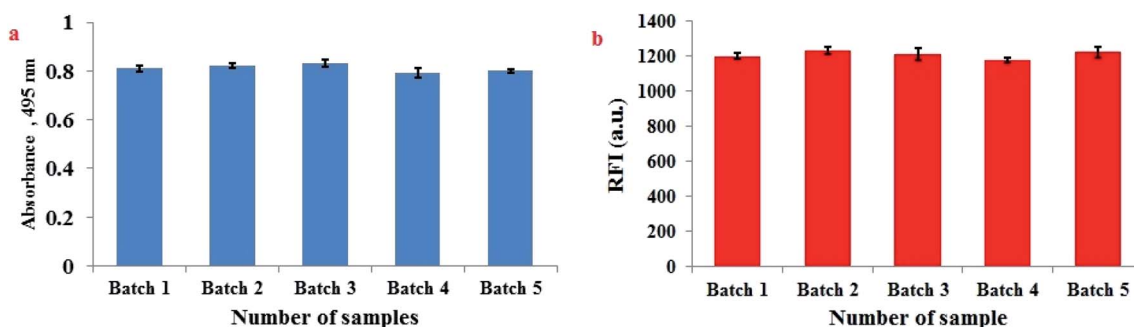 a
Absorbance , 495 nm
1
0.8
0.6
0.4
0.2
0
Batch 1 Batch 2 Batch 3 Batch 4 Batch 5
Number of samples
b
RFI (a.u.)
1400
1200
1000
800
600
400
200
0
Batch 1 Batch 2 Batch 3 Batch 4 Batch 5
Number of sample